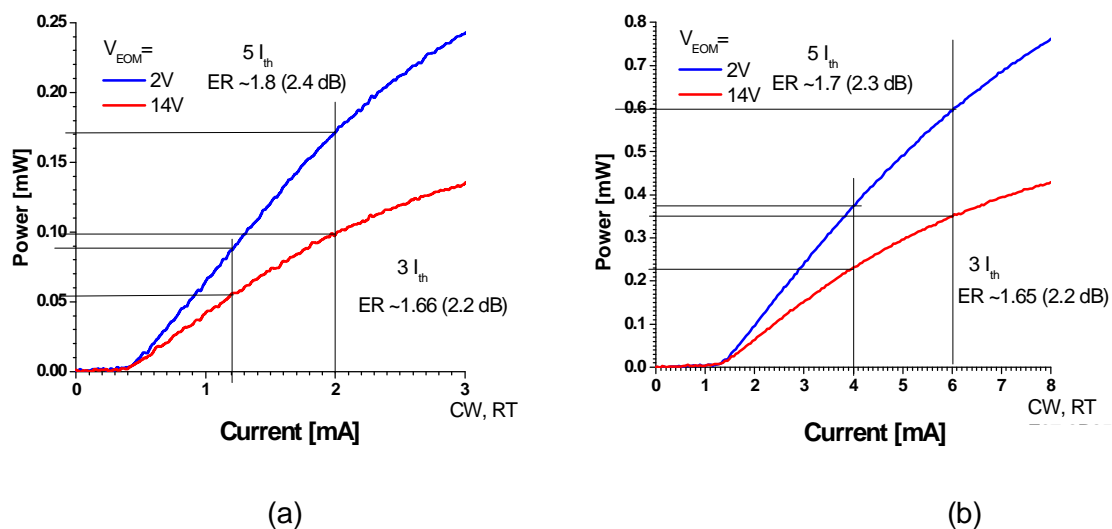 0.25
0.20
0.15
0.10
0.05
0.00
Power [mW]
V_EOM=
2V
14V
5 I_th
ER ~1.8 (2.4 dB)
3 I_th
ER ~1.66 (2.2 dB)
0 1 2 3
CW, RT
Current [mA]
(a)
0.8
0.7
0.6
0.5
0.4
0.3
0.2
0.1
0.0
Power [mW]
V_EOM=
2V
14V
5 I_th
ER ~1.7 (2.3 dB)
3 I_th
ER ~1.65 (2.2 dB)
0 1 2 3 4 5 6 7 8
CW, RT
Current [mA]
(b)